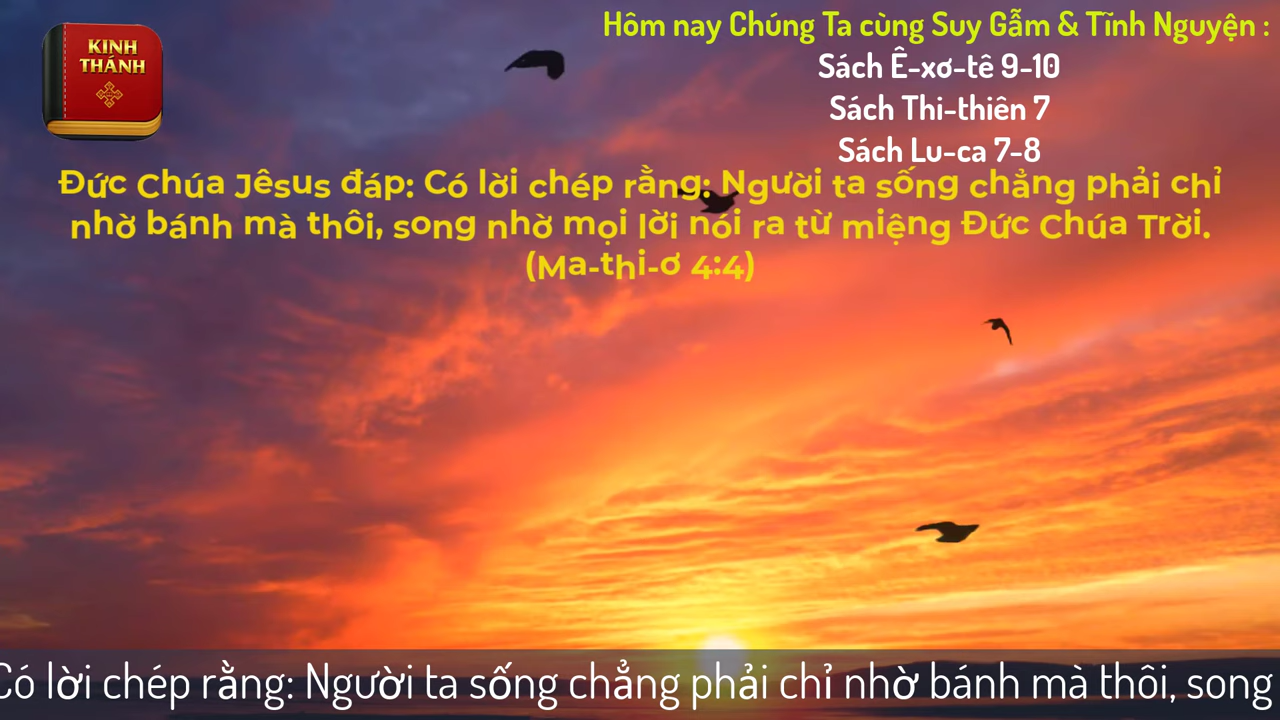 KINH
THÁNH
Hôm nay Chúng Ta cùng Suy Gẫm & Tĩnh Nguyện :
Sách Ê-xơ-tê 9-10
Sách Thi-thiên 7
Sách Lu-ca 7-8
Đức Chúa Jêsus đáp: Có lời chép rằng: Người ta sống chẳng phải chỉ
nhờ bánh mà thôi, song nhờ mọi lời nói ra từ miệng Đức Chúa Trời.
(Ma-thi-ơ 4:4)
Có lời chép rằng: Người ta sống chẳng phải chỉ nhờ bánh mà thôi, song